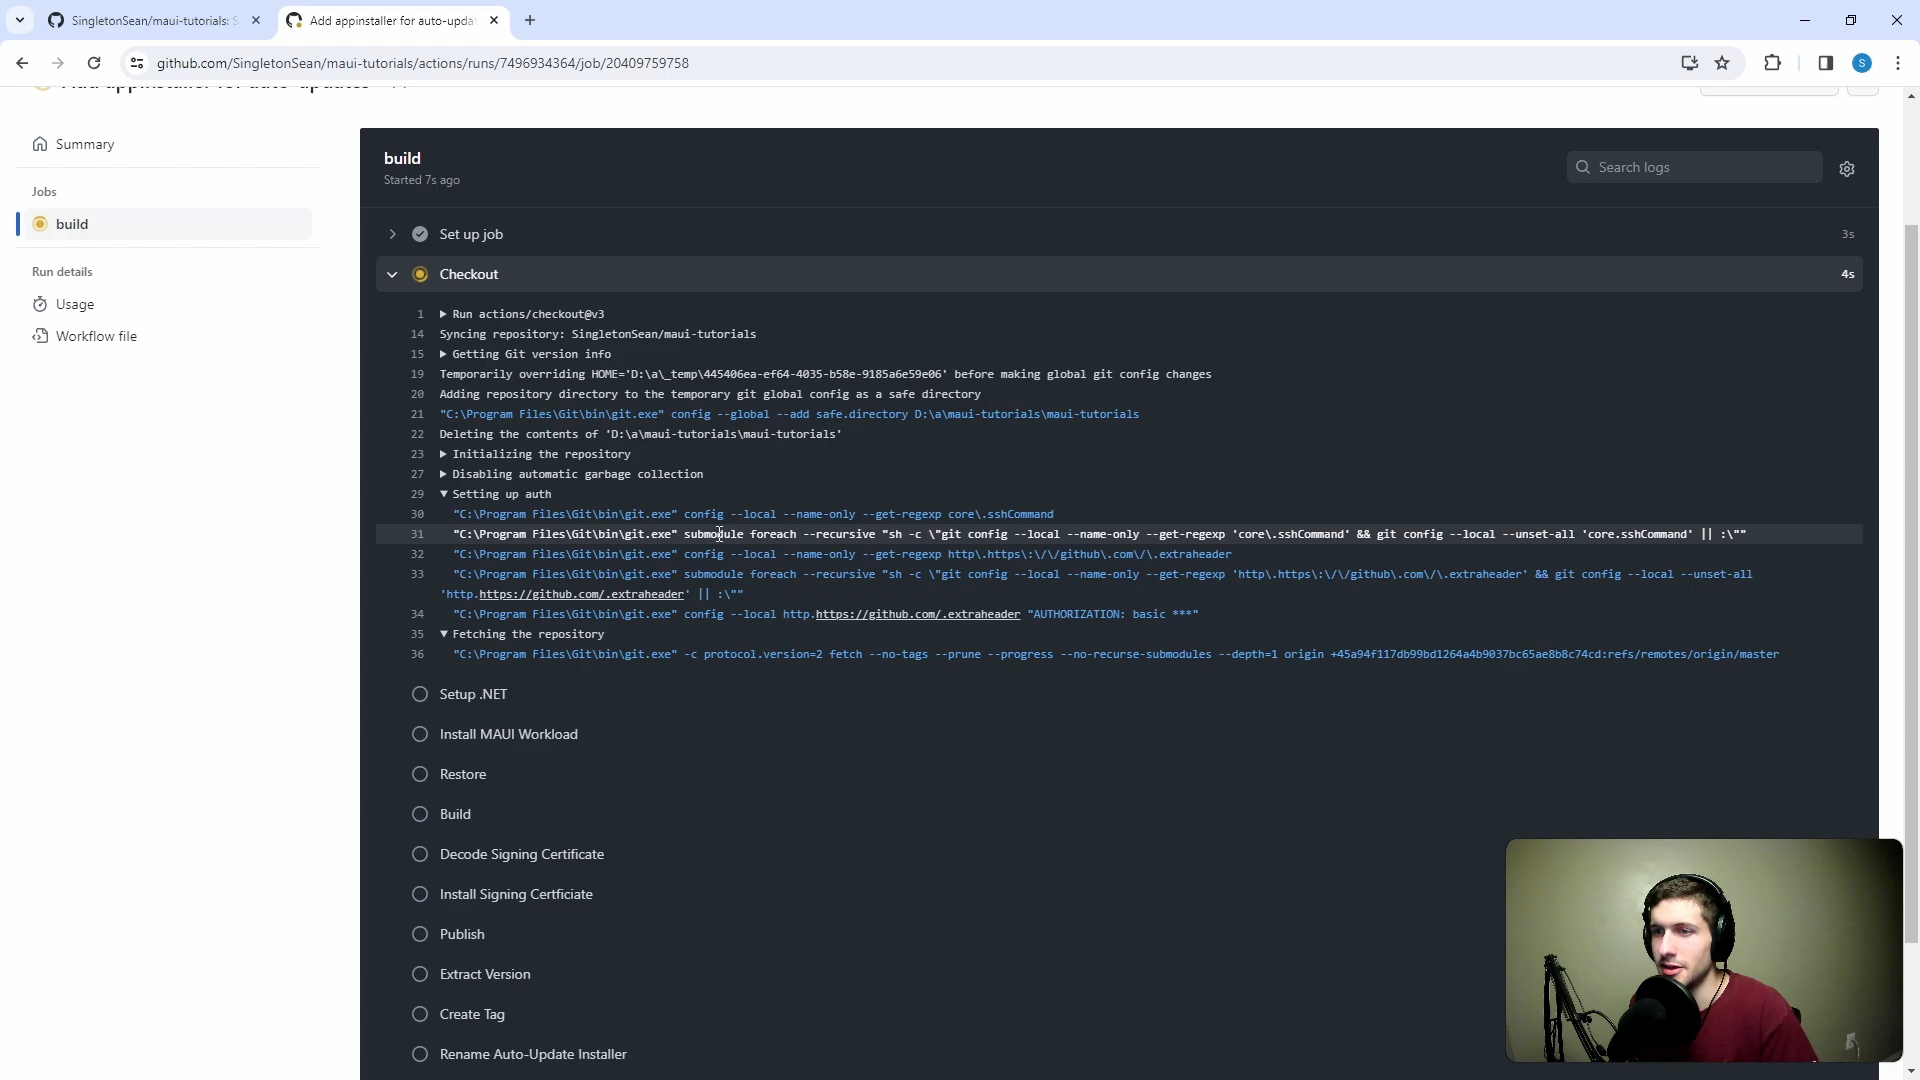 SingletonSean/maui-tutorials: S
Add appinstaller for auto-updat
github.com/SingletonSean/maui-tutorials/actions/runs/7496934364/job/20409759758
S
Add appinstaller for auto-updates
Summary
Jobs
build
Run details
Usage
Workflow file
build
Started 7s ago
Search logs
Set up job
3s
Checkout
4s
1 Run actions/checkout@v3
14 Syncing repository: SingletonSean/maui-tutorials
15 Getting Git version info
19 Temporarily overriding HOME='D:\a\_temp\445406ea-ef64-4035-b58e-9185a6e59e06' before making global git config changes
20 Adding repository directory to the temporary git global config as a safe directory
21 "C:\Program Files\Git\bin\git.exe" config --global --add safe.directory D:\a\maui-tutorials\maui-tutorials
22 Deleting the contents of 'D:\a\maui-tutorials\maui-tutorials'
23 Initializing the repository
27 Disabling automatic garbage collection
29 Setting up auth
30 "C:\Program Files\Git\bin\git.exe" config --local --name-only --get-regexp core\.sshCommand
31 "C:\Program Files\Git\bin\git.exe" submodule foreach --recursive "sh -c \"git config --local --name-only --get-regexp 'core\.sshCommand' && git config --local --unset-all 'core.sshCommand' || :\""
32 "C:\Program Files\Git\bin\git.exe" config --local --name-only --get-regexp http\.https\:\/\/github\.com\/\.extraheader
33 "C:\Program Files\Git\bin\git.exe" submodule foreach --recursive "sh -c \"git config --local --name-only --get-regexp 'http\.https\:\/\/github\.com\/\.extraheader' && git config --local --unset-all
'http.https://github.com/.extraheader' || :\""
34 "C:\Program Files\Git\bin\git.exe" config --local http.https://github.com/.extraheader "AUTHORIZATION: basic ***"
35 Fetching the repository
36 "C:\Program Files\Git\bin\git.exe" -c protocol.version=2 fetch --no-tags --prune --progress --no-recurse-submodules --depth=1 origin +45a94f117db99bd1264a4b9037bc65ae8b8c74cd:refs/remotes/origin/master
Setup .NET
Install MAUI Workload
Restore
Build
Decode Signing Certificate
Install Signing Certficiate
Publish
Extract Version
Create Tag
Rename Auto-Update Installer